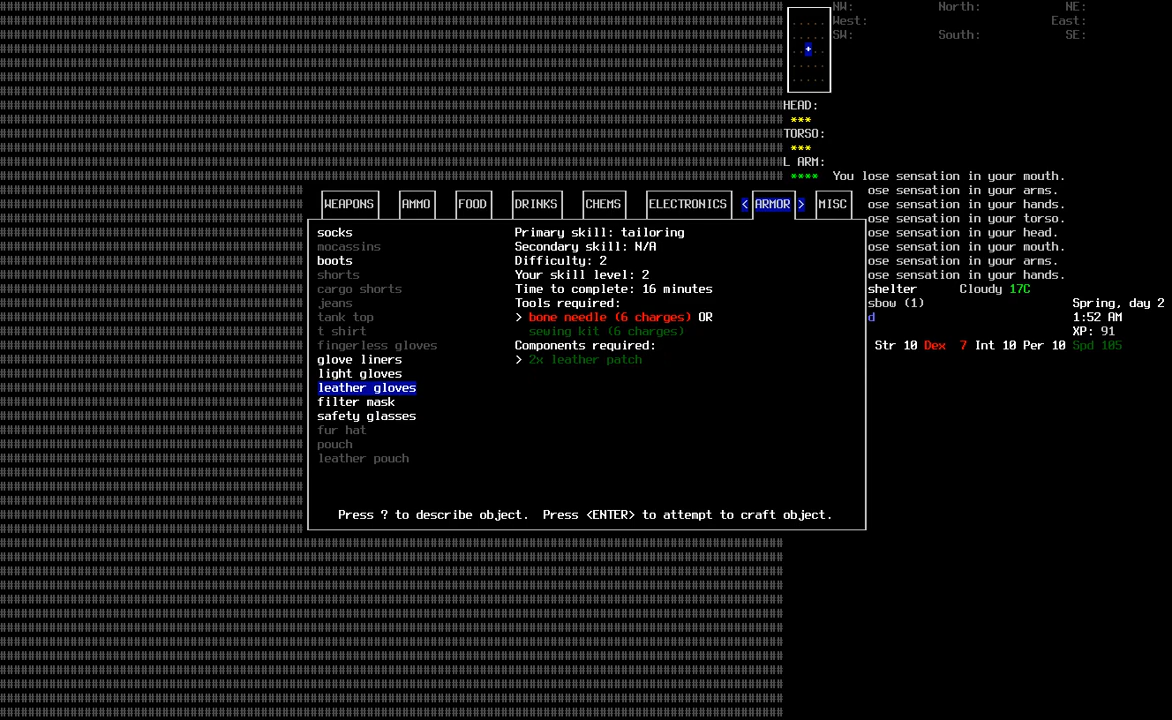 NW: North: NE:
West: East:
SW: South: SE:
HEAD:
***
TORSO:
***
L ARM:
**** You lose sensation in your mouth.
ose sensation in your arms.
ose sensation in your hands.
ose sensation in your torso.
ose sensation in your head.
ose sensation in your mouth.
ose sensation in your arms.
ose sensation in your hands.
shelter Cloudy 17C
sbow (1) Spring, day 2
d 1:52 AM
XP: 91
Str 10 Dex 7 Int 10 Per 10 Spd 105
WEAPONS AMMO FOOD DRINKS CHEMS ELECTRONICS < ARMOR > MISC
socks
mocassins
boots
shorts
cargo shorts
jeans
tank top
t shirt
fingerless gloves
glove liners
light gloves
leather gloves
filter mask
safety glasses
fur hat
pouch
leather pouch
Primary skill: tailoring
Secondary skill: N/A
Difficulty: 2
Your skill level: 2
Time to complete: 16 minutes
Tools required:
> bone needle (6 charges) OR
sewing kit (6 charges)
Components required:
> 2x leather patch
Press ? to describe object. Press <ENTER> to attempt to craft object.